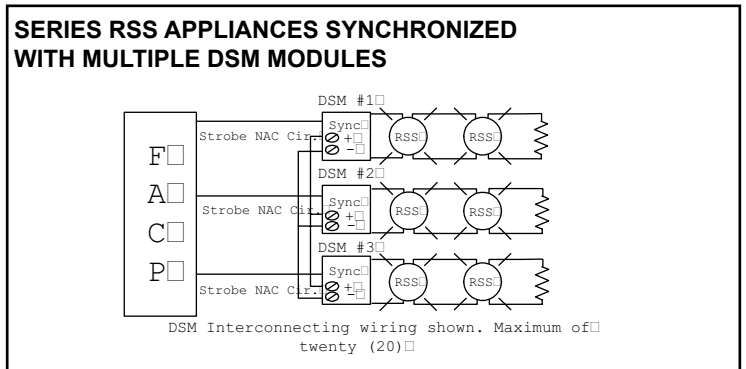 SERIES RSS APPLIANCES SYNCHRONIZED
WITH MULTIPLE DSM MODULES
F□
A□
C□
P□
DSM #1□
Strobe NAC Cir.□
Sync□
+□
−□
RSS□
RSS□
DSM #2□
Strobe NAC Cir.□
Sync□
+□
−□
RSS□
RSS□
DSM #3□
Strobe NAC Cir.□
Sync□
+□
−□
RSS□
RSS□
DSM Interconnecting wiring shown. Maximum of□
twenty (20)□